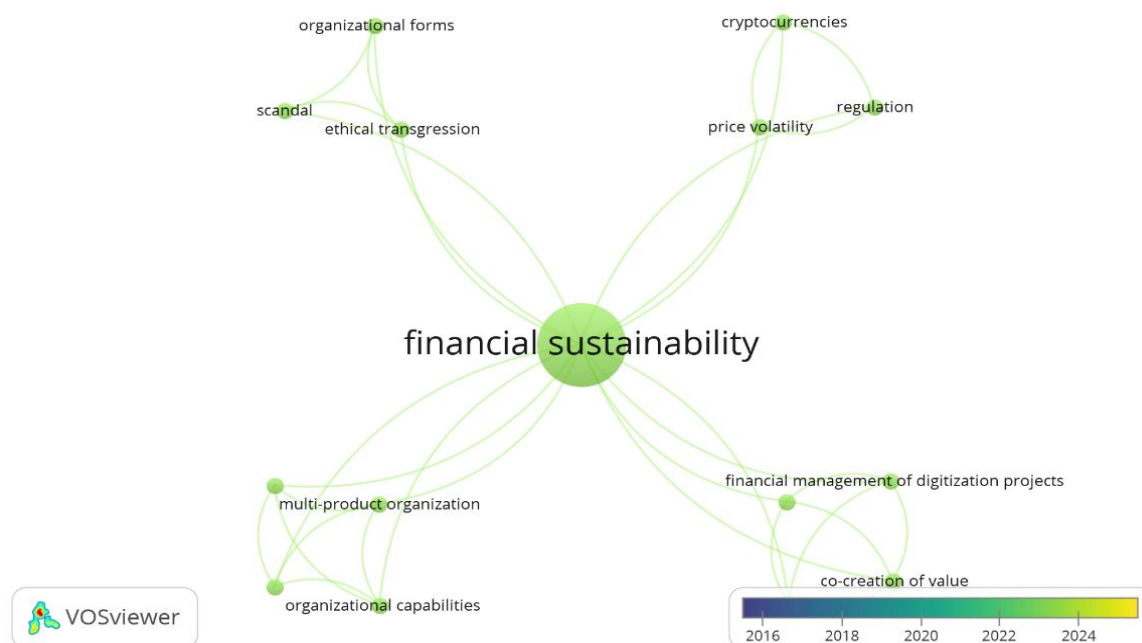 organizational forms
cryptocurrencies
scandal
regulation
ethical transgression
price volatility
financial sustainability
financial management of digitization projects
multi-product organization
co-creation of value
organizational capabilities
VOSviewer
2016 2018 2020 2022 2024